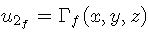 $u_{2_f} = \Gamma_f(x, y, z)$